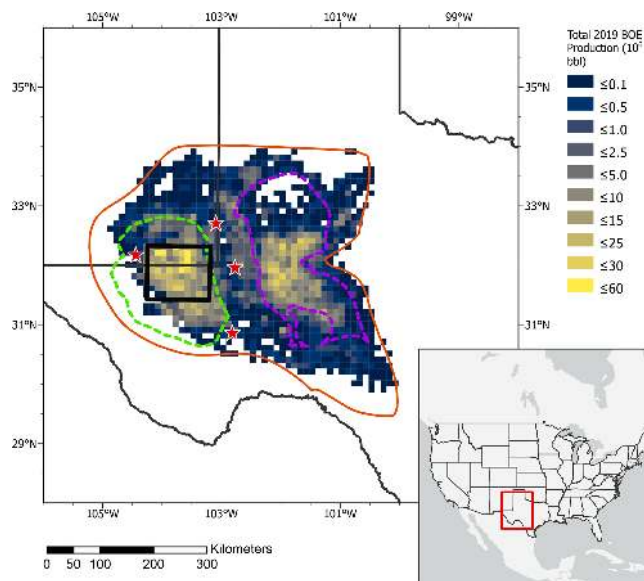 105°W 103°W 101°W 99°W
Total 2019 BOE
Production (10⁶
bbl)
≤0.1
≤0.5
≤1.0
≤2.5
≤5.0
≤10
≤15
≤25
≤30
≤60
35°N 35°N
33°N 33°N
31°N 31°N
29°N
105°W 103°W 101°W
Kilometers
0 50 100 200 300